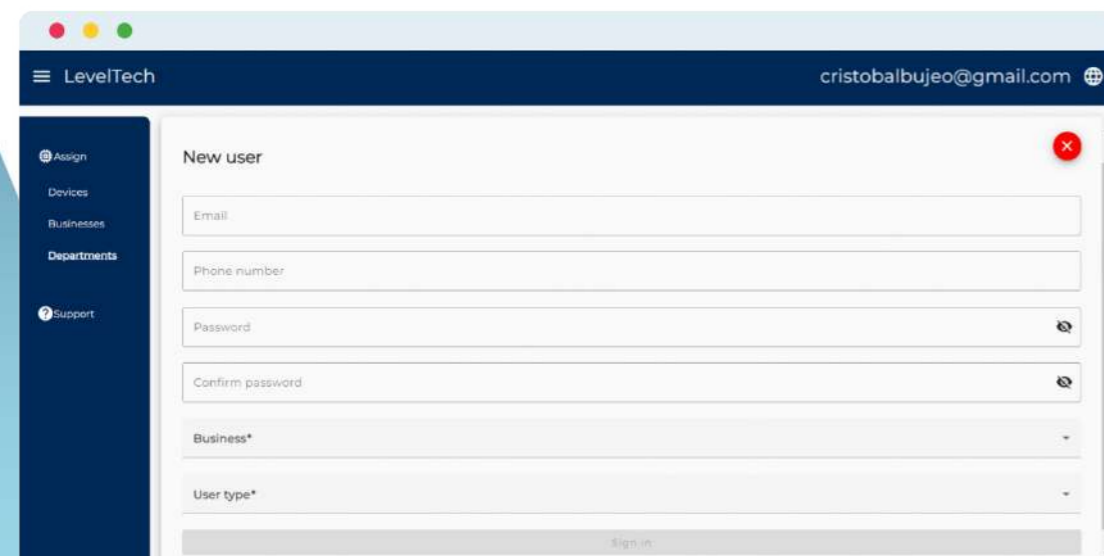 LevelTech
cristobalbujeo@gmail.com
Assign
Devices
Businesses
Departments
Support
New user
Email
Phone number
Password
Confirm password
Business*
User type*
Sign in